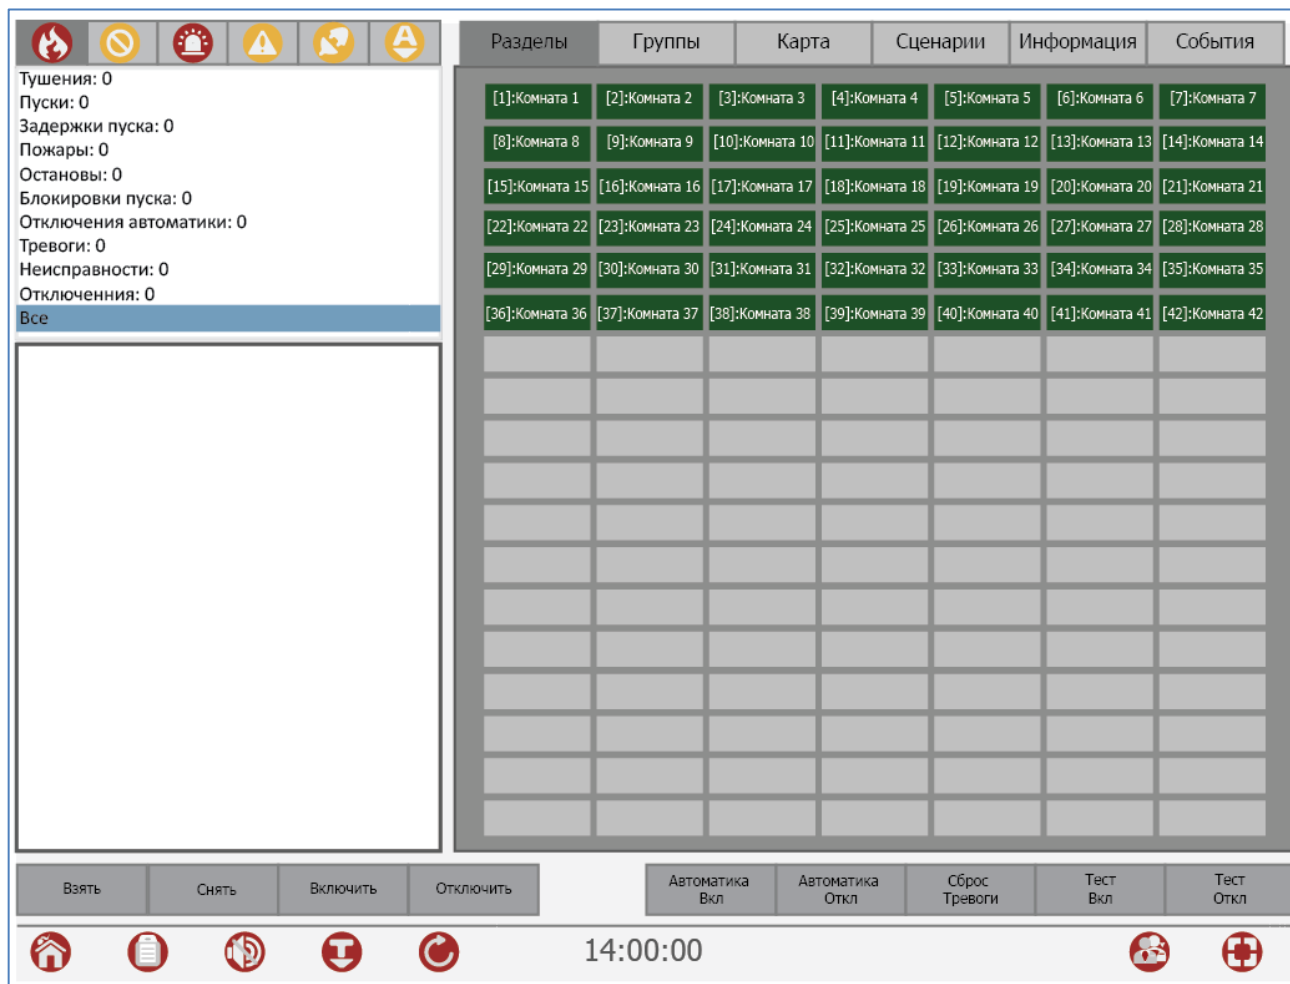 Разделы Группы Карта Сценарии Информация События
Тушения: 0
Пуски: 0
Задержки пуска: 0
Пожары: 0
Остановы: 0
Блокировки пуска: 0
Отключения автоматики: 0
Тревоги: 0
Неисправности: 0
Отключенния: 0
Все
[1]:Комната 1 [2]:Комната 2 [3]:Комната 3 [4]:Комната 4 [5]:Комната 5 [6]:Комната 6 [7]:Комната 7
[8]:Комната 8 [9]:Комната 9 [10]:Комната 10 [11]:Комната 11 [12]:Комната 12 [13]:Комната 13 [14]:Комната 14
[15]:Комната 15 [16]:Комната 16 [17]:Комната 17 [18]:Комната 18 [19]:Комната 19 [20]:Комната 20 [21]:Комната 21
[22]:Комната 22 [23]:Комната 23 [24]:Комната 24 [25]:Комната 25 [26]:Комната 26 [27]:Комната 27 [28]:Комната 28
[29]:Комната 29 [30]:Комната 30 [31]:Комната 31 [32]:Комната 32 [33]:Комната 33 [34]:Комната 34 [35]:Комната 35
[36]:Комната 36 [37]:Комната 37 [38]:Комната 38 [39]:Комната 39 [40]:Комната 40 [41]:Комната 41 [42]:Комната 42
Взять Снять Включить Отключить
Автоматика Автоматика Сброс Тест Тест
Вкл Откл Тревоги Вкл Откл
14:00:00